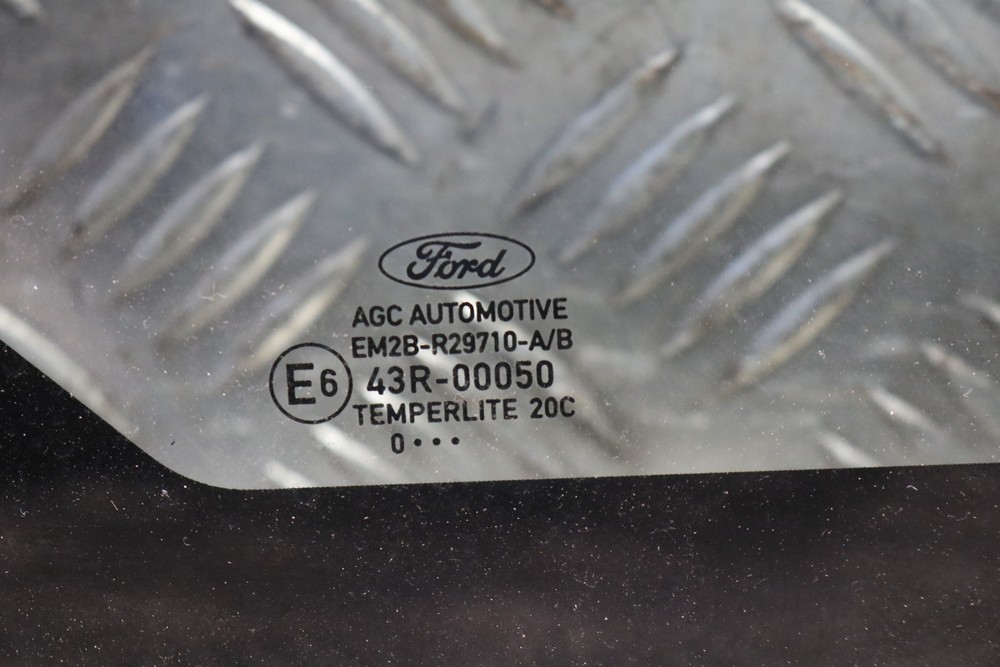 Ford
AGC AUTOMOTIVE
EM2B-R29710-A/B
E6 43R-00050
TEMPERLITE 20C
0•••